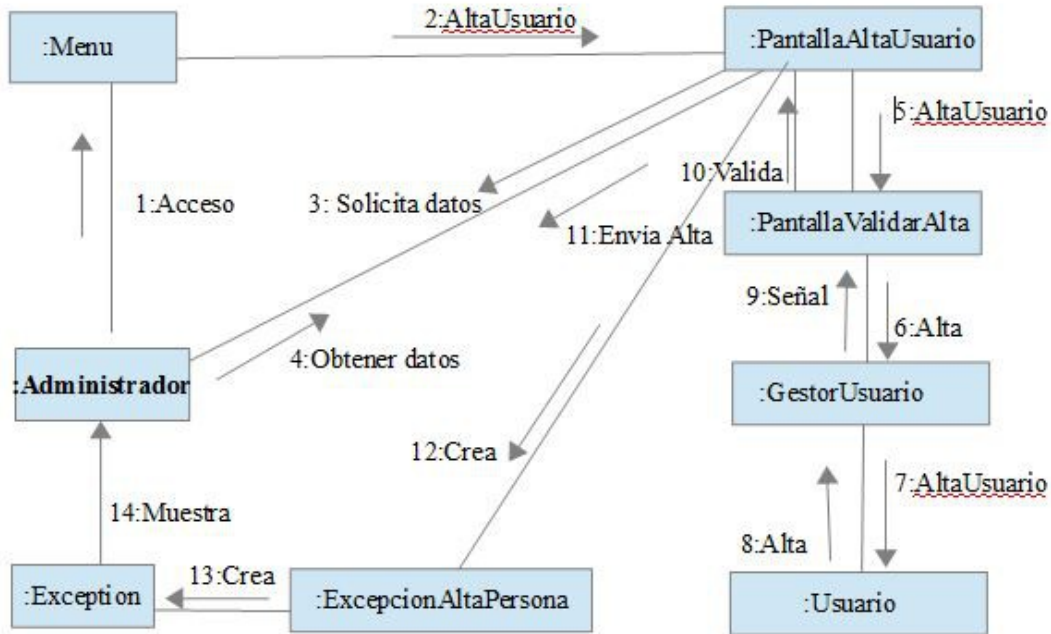 2:AltaUsuario
:Menu
:PantallaAltaUsuario
5:AltaUsuario
10:Valida
1:Acceso
3: Solicita datos
11:Envia Alta
:PantallaValidarAlta
9:Señal
6:Alta
4:Obtener datos
:Administrador
:GestorUsuario
12:Crea
7:AltaUsuario
14:Muestra
8:Alta
13:Crea
:Exception
:ExcepcionAltaPersona
:Usuario